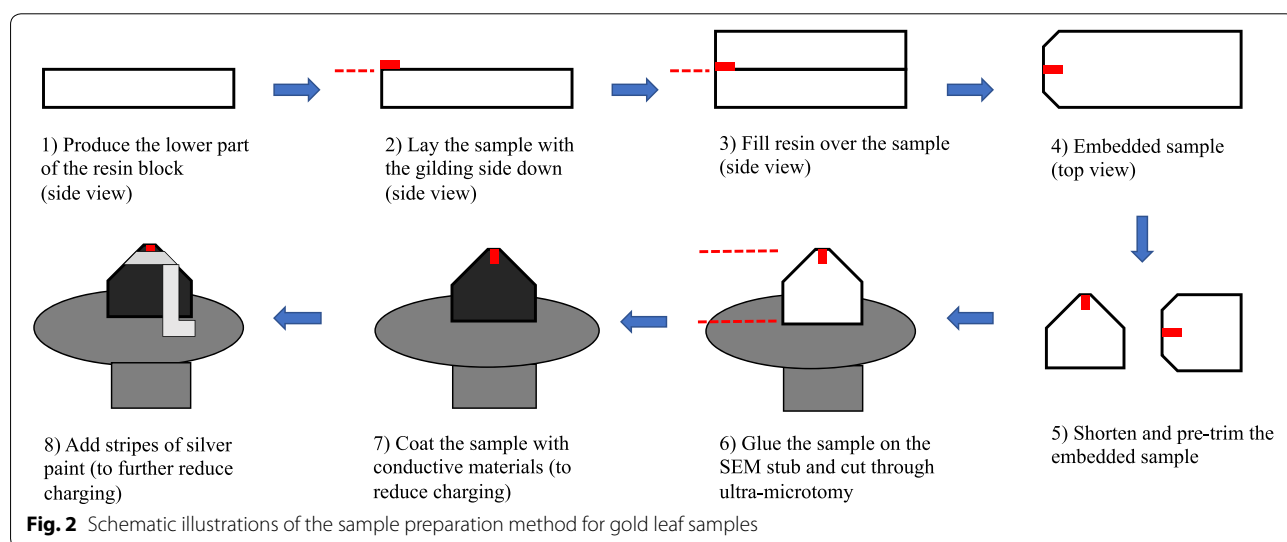 1) Produce the lower part
of the resin block
(side view)
2) Lay the sample with
the gilding side down
(side view)
3) Fill resin over the sample
(side view)
4) Embedded sample
(top view)
5) Shorten and pre-trim the
embedded sample
6) Glue the sample on the
SEM stub and cut through
ultra-microtomy
7) Coat the sample with
conductive materials (to
reduce charging)
8) Add stripes of silver
paint (to further reduce
charging)
Fig. 2 Schematic illustrations of the sample preparation method for gold leaf samples